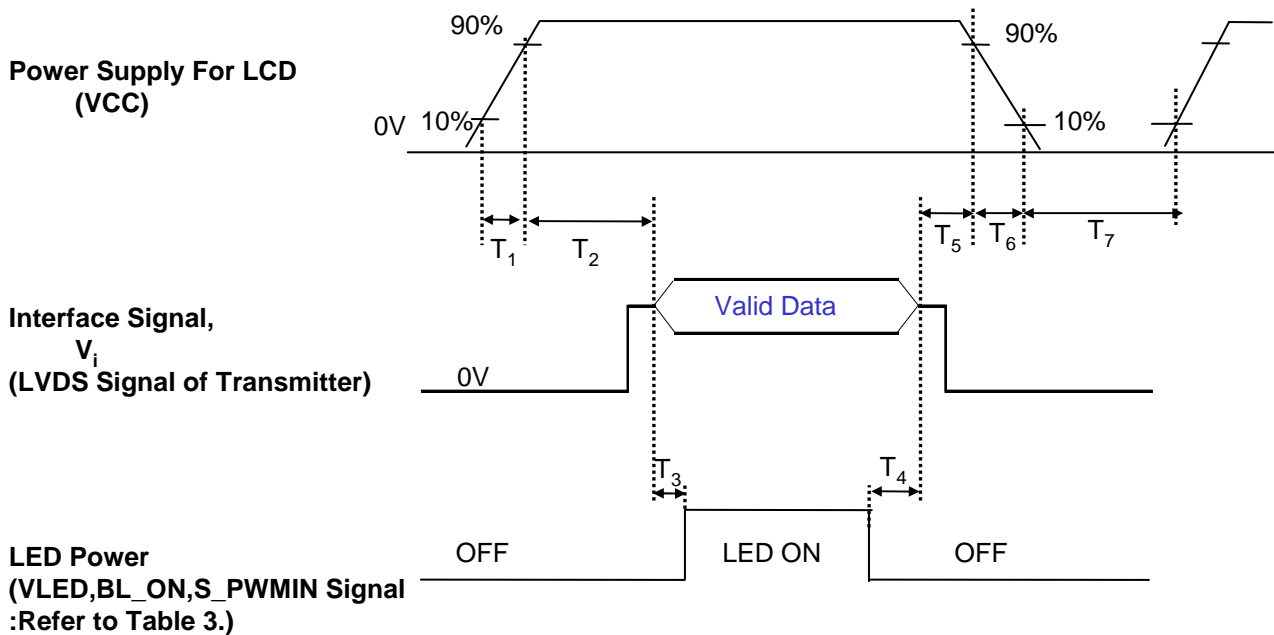 90%
90%
Power Supply For LCD
(VCC)
0V
10%
10%
T1
T2
T5
T6
T7
Valid Data
Interface Signal,
Vi
(LVDS Signal of Transmitter)
0V
T3
T4
LED Power
(VLED,BL_ON,S_PWMIN Signal
:Refer to Table 3.)
OFF
LED ON
OFF